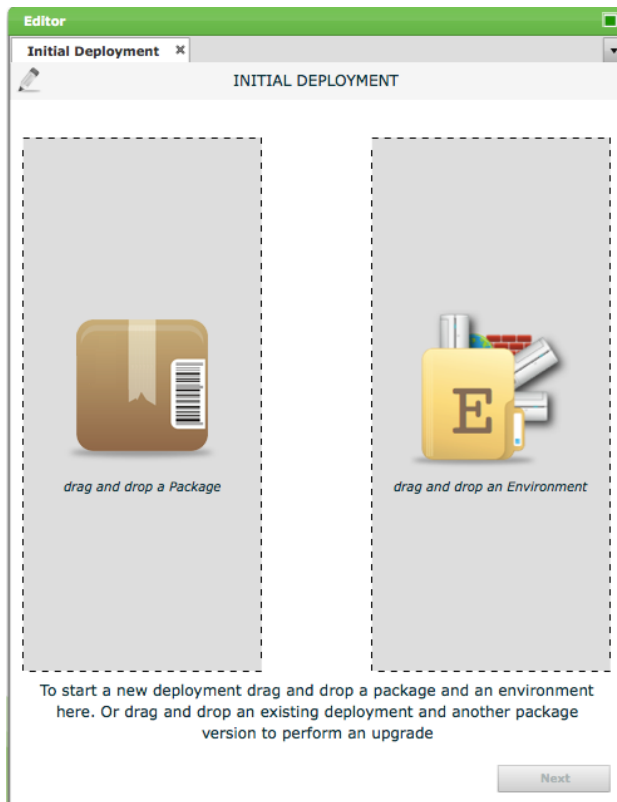 Editor
Initial Deployment
INITIAL DEPLOYMENT
drag and drop a Package
E
drag and drop an Environment
To start a new deployment drag and drop a package and an environment
here. Or drag and drop an existing deployment and another package
version to perform an upgrade
Next